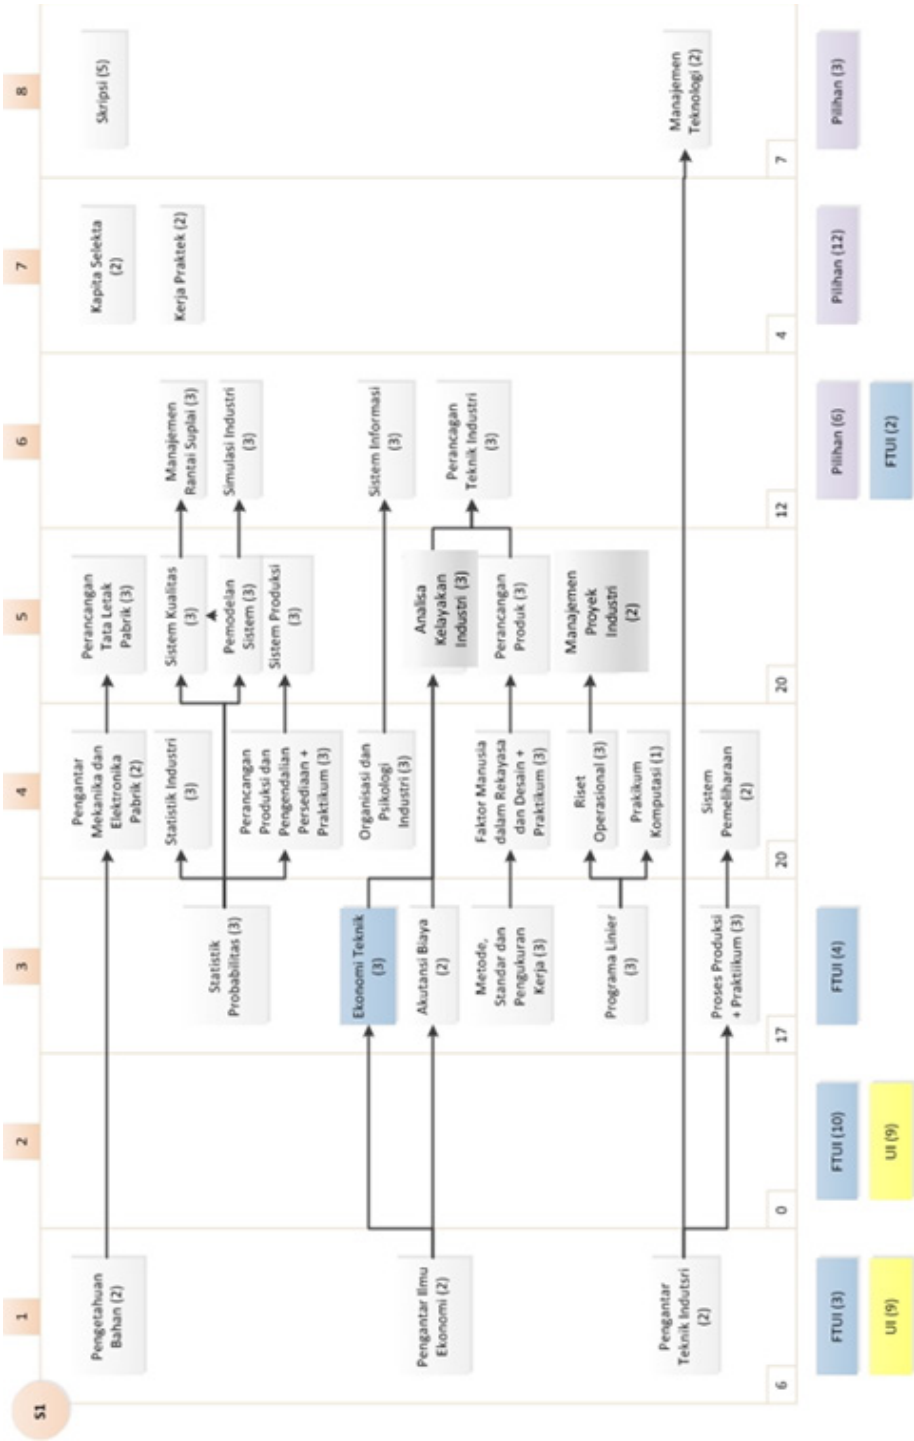 S1
1
2
3
4
5
6
7
8
Pengetahuan
Bahan (2)
Pengantar Ilmu
Ekonomi (2)
Pengantar
Teknik Indutsri
(2)
6
FTUI (3)
UI (9)
0
FTUI (10)
UI (9)
Statistik
Probabilitas (3)
Ekonomi Teknik
(3)
Akutansi Biaya
(2)
Metode,
Standar dan
Pengukuran
Kerja (3)
Programa Linier
(3)
Proses Produksi
+ Praktiikum (3)
17
FTUI (4)
Pengantar
Mekanika dan
Elektronika
Pabrik (2)
Statistik Industri
(3)
Perancangan
Produksi dan
Pengendalian
Persediaan +
Praktikum (3)
Organisasi dan
Psikologi
Industri (3)
Faktor Manusia
dalam Rekayasa
dan Desain +
Praktikum (3)
Riset
Operasional (3)
Prakikum
Komputasi (1)
Sistem
Pemeliharaan
(2)
20
Perancangan
Tata Letak
Pabrik (3)
Sistem Kualitas
(3)
Pemodelan
Sistem (3)
Sistem Produksi
(3)
Analisa
Kelayakan
Industri (3)
Perancangan
Produk (3)
Manajemen
Proyek
Industri
(2)
20
Manajemen
Rantai Suplai (3)
Simulasi Industri
(3)
Sistem Informasi
(3)
Perancagan
Teknik Industri
(3)
12
Pilihan (6)
FTUI (2)
Kapita Selekta
(2)
Kerja Praktek (2)
4
Pilihan (12)
Skripsi (5)
Manajemen
Teknologi (2)
7
Pilihan (3)